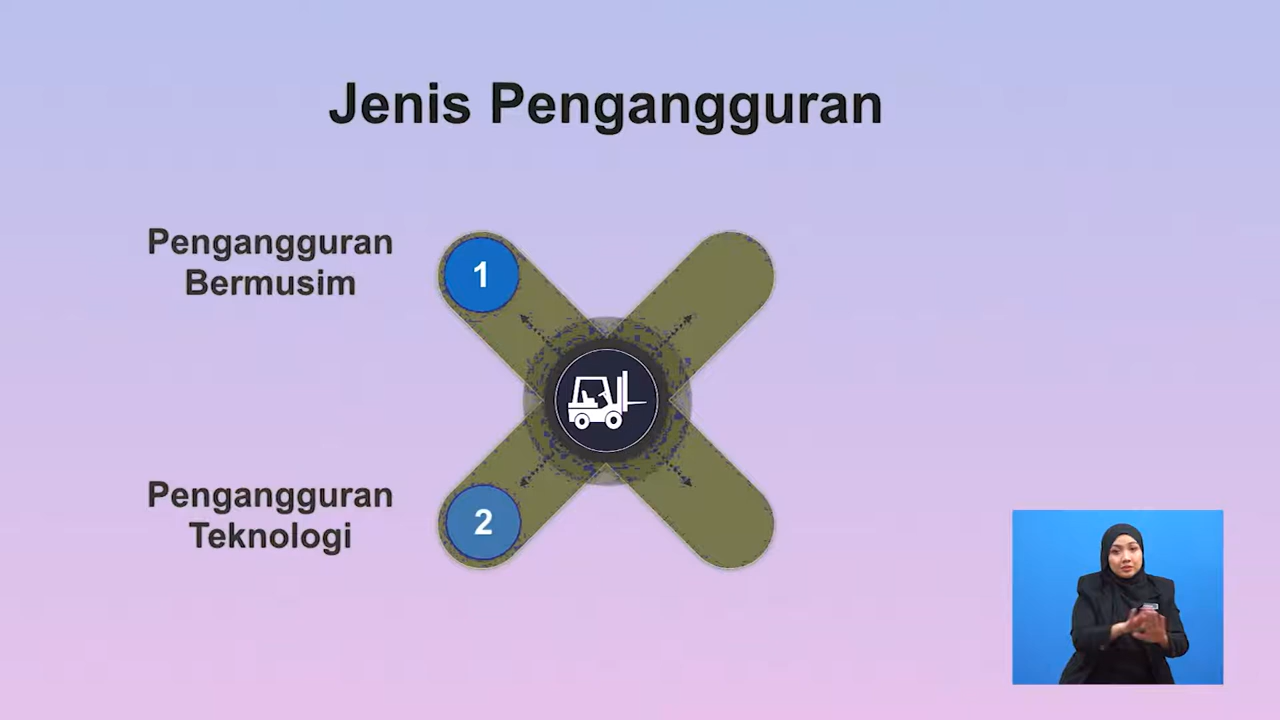 Jenis Pengangguran
Pengangguran
Bermusim
1
Pengangguran
Teknologi
2